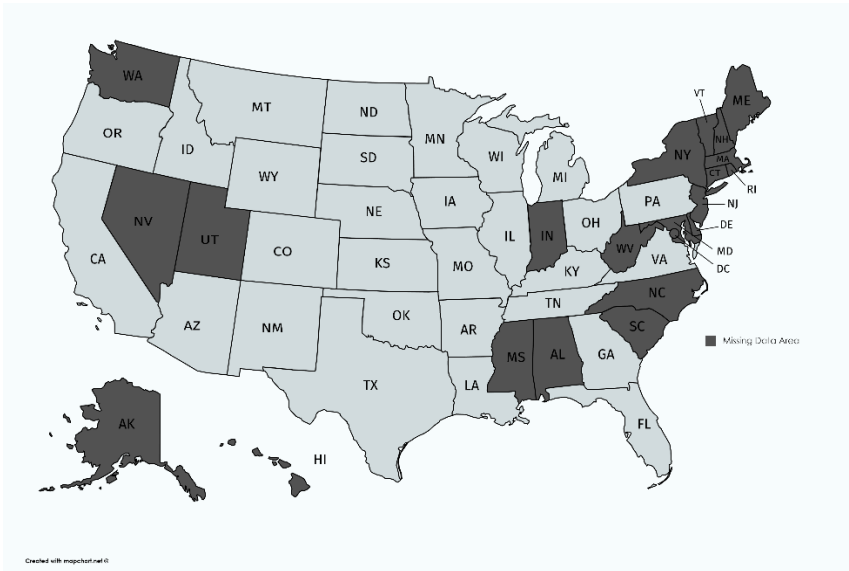 WA
MT
ND
MN
OR
ID
SD
WI
MI
WY
IA
NE
NV
UT
CO
CA
KS
MO
IL
IN
OH
PA
NY
VT
ME
NH
MA
CT
RI
NJ
DE
MD
DC
WV
VA
KY
NC
TN
SC
AZ
NM
OK
AR
MS
AL
GA
LA
TX
FL
AK
HI
Missing Data Area
Created with mapchart.net ©